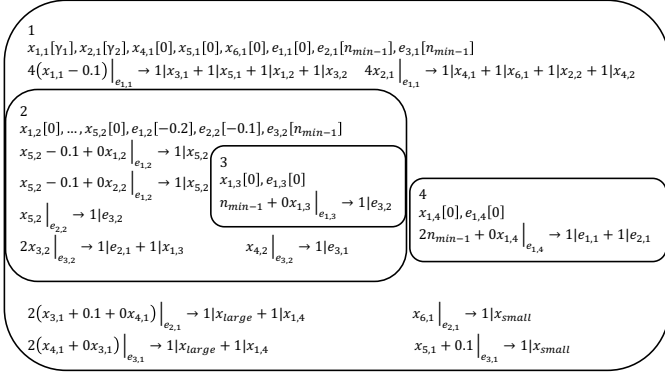 1
x_{1,1}[γ_1], x_{2,1}[γ_2], x_{4,1}[0], x_{5,1}[0], x_{6,1}[0], e_{1,1}[0], e_{2,1}[n_{min-1}], e_{3,1}[n_{min-1}]
4(x_{1,1} − 0.1)|_{e_{1,1}} → 1|x_{3,1} + 1|x_{5,1} + 1|x_{1,2} + 1|x_{3,2} 4x_{2,1}|_{e_{1,1}} → 1|x_{4,1} + 1|x_{6,1} + 1|x_{2,2} + 1|x_{4,2}
2
x_{1,2}[0], ..., x_{5,2}[0], e_{1,2}[−0.2], e_{2,2}[−0.1], e_{3,2}[n_{min-1}]
x_{5,2} − 0.1 + 0x_{1,2}|_{e_{1,2}} → 1|x_{5,2}
x_{5,2} − 0.1 + 0x_{2,2}|_{e_{1,2}} → 1|x_{5,2}
x_{5,2}|_{e_{2,2}} → 1|e_{3,2}
2x_{3,2}|_{e_{3,2}} → 1|e_{2,1} + 1|x_{1,3} x_{4,2}|_{e_{3,2}} → 1|e_{3,1}
3
x_{1,3}[0], e_{1,3}[0]
n_{min-1} + 0x_{1,3}|_{e_{1,3}} → 1|e_{3,2}
4
x_{1,4}[0], e_{1,4}[0]
2n_{min-1} + 0x_{1,4}|_{e_{1,4}} → 1|e_{1,1} + 1|e_{2,1}
2(x_{3,1} + 0.1 + 0x_{4,1})|_{e_{2,1}} → 1|x_{large} + 1|x_{1,4} x_{6,1}|_{e_{2,1}} → 1|x_{small}
2(x_{4,1} + 0x_{3,1})|_{e_{3,1}} → 1|x_{large} + 1|x_{1,4} x_{5,1} + 0.1|_{e_{3,1}} → 1|x_{small}